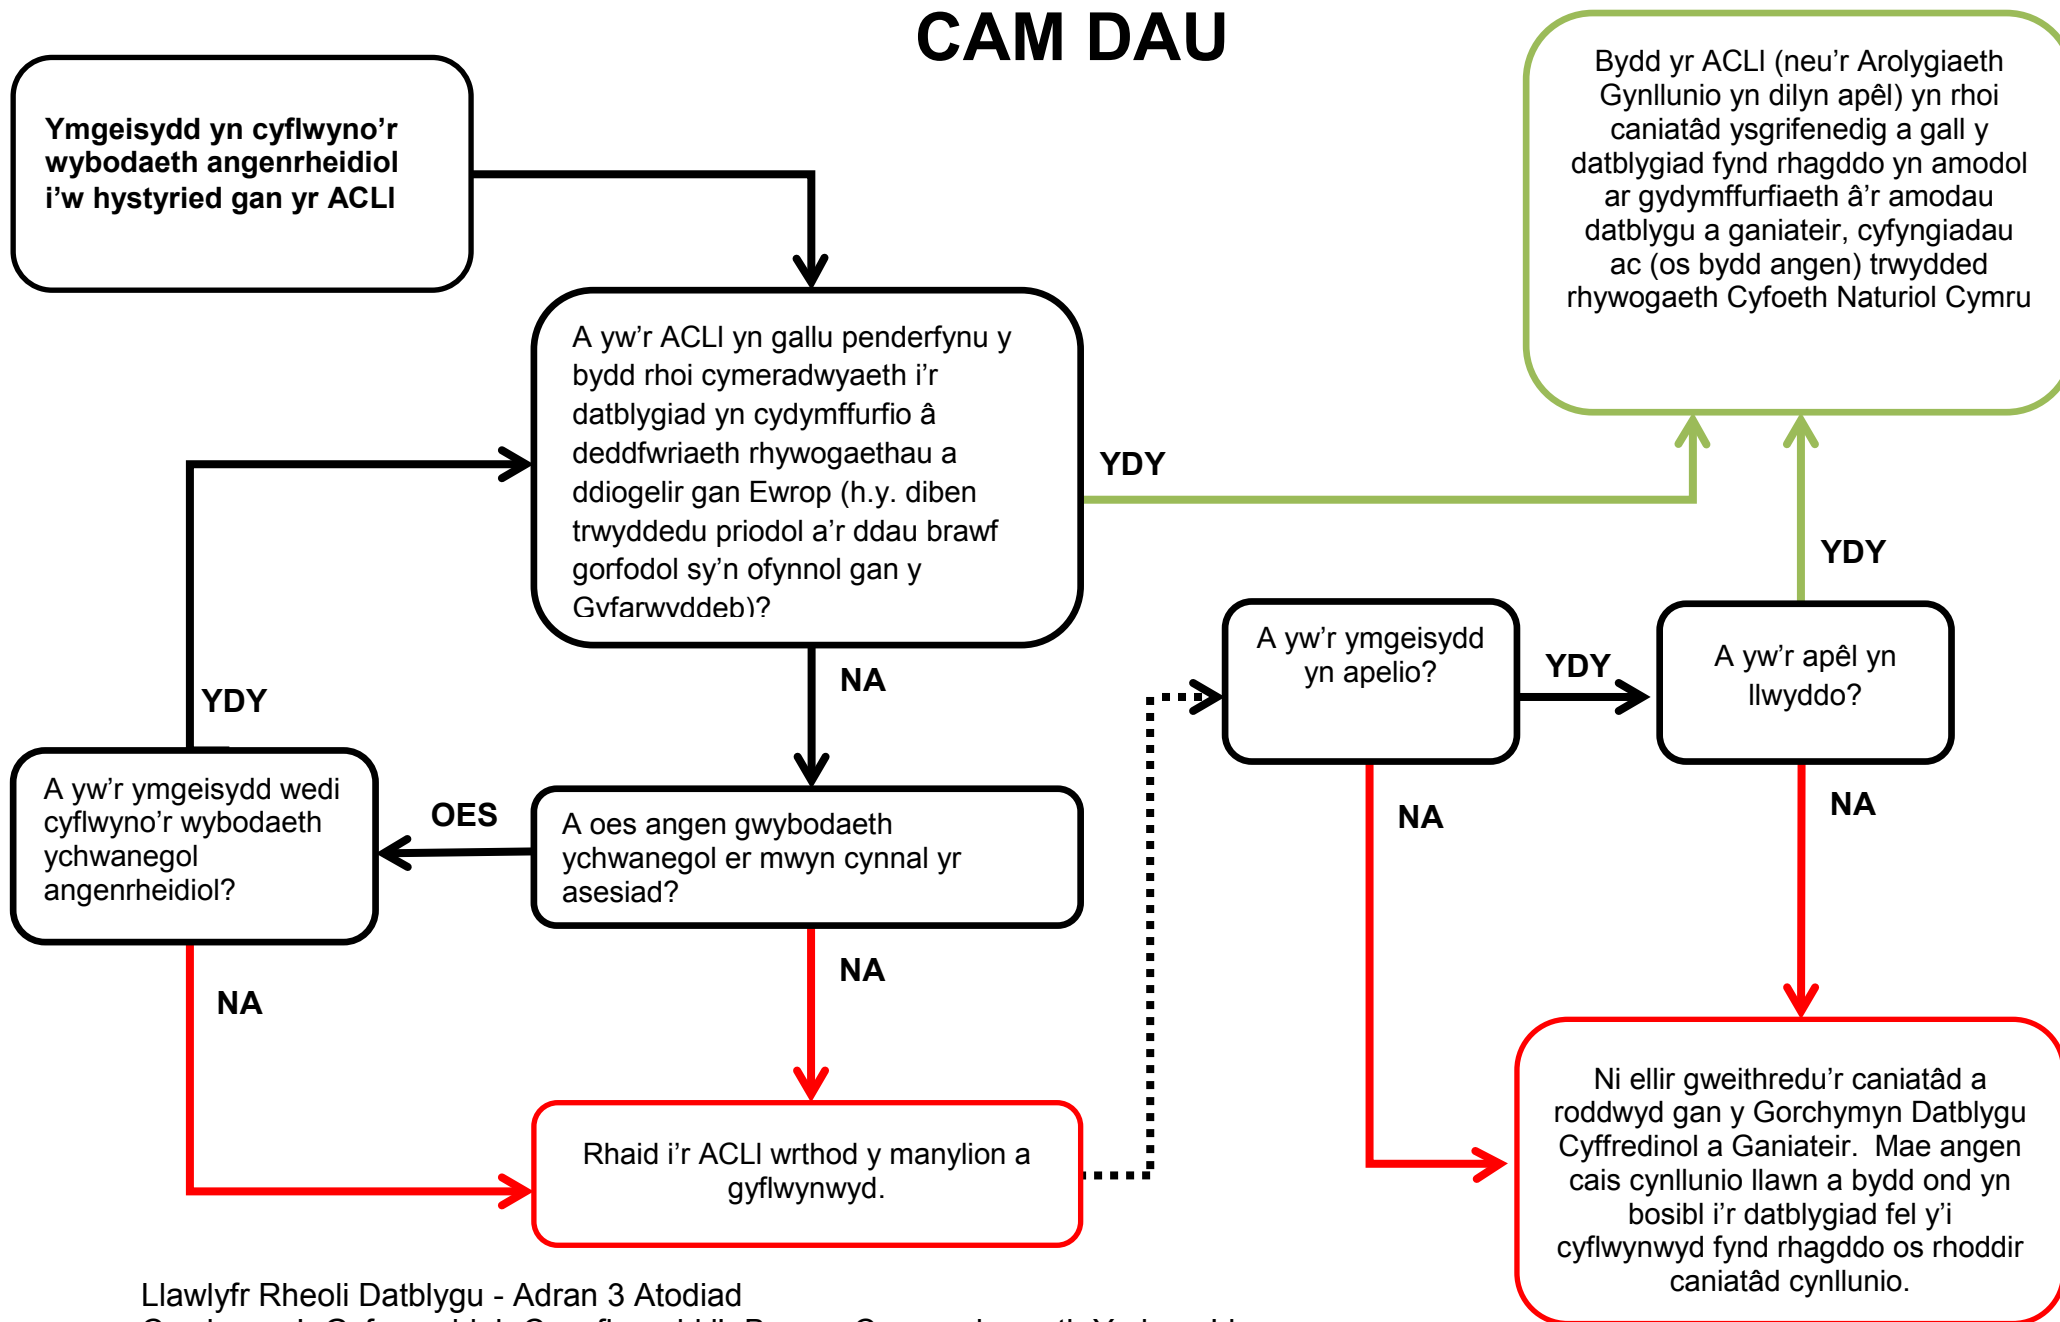 CAM DAU
Ymgeisydd yn cyflwyno’r
wybodaeth angenrheidiol
i’w hystyried gan yr ACLl
Bydd yr ACLl (neu’r Arolygiaeth
Gynllunio yn dilyn apêl) yn rhoi
caniatâd ysgrifenedig a gall y
datblygiad fynd rhagddo yn amodol
ar gydymffurfiaeth â’r amodau
datblygu a ganiateir, cyfyngiadau
ac (os bydd angen) trwydded
rhywogaeth Cyfoeth Naturiol Cymru
A yw’r ACLl yn gallu penderfynu y
bydd rhoi cymeradwyaeth i’r
datblygiad yn cydymffurfio â
deddfwriaeth rhywogaethau a
ddiogelir gan Ewrop (h.y. diben
trwyddedu priodol a’r ddau brawf
gorfodol sy’n ofynnol gan y
Gyfarwyddeb)?
YDY
YDY
A yw’r ymgeisydd
yn apelio?
YDY
A yw’r apêl yn
llwyddo?
NA
YDY
A yw’r ymgeisydd wedi
cyflwyno’r wybodaeth
ychwanegol
angenrheidiol?
OES
A oes angen gwybodaeth
ychwanegol er mwyn cynnal yr
asesiad?
NA
NA
NA
NA
Rhaid i’r ACLl wrthod y manylion a
gyflwynwyd.
Ni ellir gweithredu’r caniatâd a
roddwyd gan y Gorchymyn Datblygu
Cyffredinol a Ganiateir. Mae angen
cais cynllunio llawn a bydd ond yn
bosibl i’r datblygiad fel y’i
cyflwynwyd fynd rhagddo os rhoddir
caniatâd cynllunio.
Llawlyfr Rheoli Datblygu - Adran 3 Atodiad